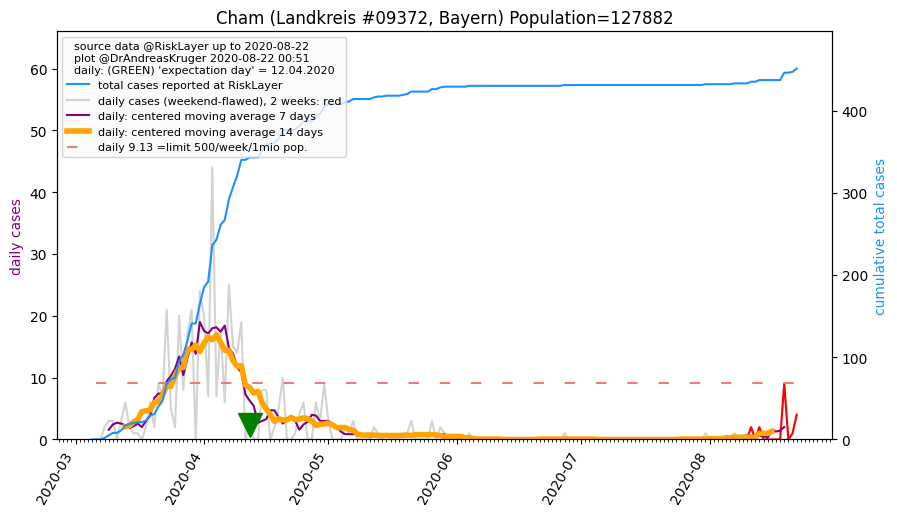 Cham (Landkreis #09372, Bayern) Population=127882
source data @RiskLayer up to 2020-08-22
plot @DrAndreasKruger 2020-08-22 00:51
daily: (GREEN) 'expectation day' = 12.04.2020
total cases reported at RiskLayer
daily cases (weekend-flawed), 2 weeks: red
daily: centered moving average 7 days
daily: centered moving average 14 days
daily 9.13 =limit 500/week/1mio pop.
daily cases
60
50
40
30
20
10
0
cumulative total cases
400
300
200
100
0
2020-03
2020-04
2020-05
2020-06
2020-07
2020-08